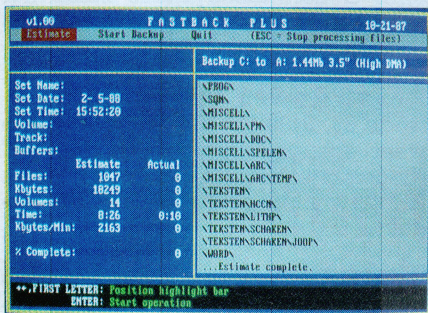 v1.00 FASTBACK PLUS 10-21-87
Estimate Start Backup Quit (ESC = Stop processing files)
Backup C: to A: 1.44Mb 3.5" (High DMA)
Set Name:
Set Date: 2- 5-88
Set Time: 15:52:20
Volume:
Track:
Buffers:
Estimate Actual
Files: 1047 0
Kbytes: 18249 0
Volumes: 14 0
Time: 8:26 0:10
Kbytes/Min: 2163 0
% Complete: 0
\PROG\
\SQN\
\MISCELL\
\MISCELL\PM\
\MISCELL\DOC\
\MISCELL\SPELEN\
\MISCELL\ARC\
\MISCELL\ARC\TEMP\
\TEKSTEN\
\TEKSTEN\HCCM\
\TEKSTEN\LITHP\
\TEKSTEN\SCHAKEN\
\TEKSTEN\SCHAKEN\JOOP\
\WORD\
...Estimate complete.
↔,FIRST LETTER: Position highlight bar
ENTER: Start operation